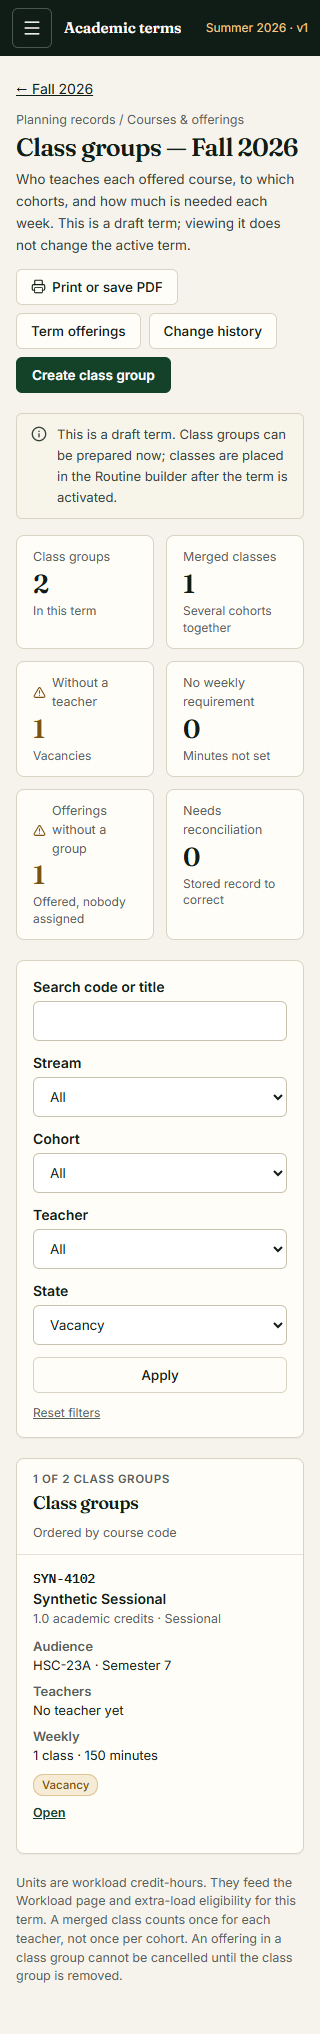 Academic terms
Summer 2026 · v1
← Fall 2026
Planning records / Courses & offerings
Class groups — Fall 2026
Who teaches each offered course, to which
cohorts, and how much is needed each
week. This is a draft term; viewing it does
not change the active term.
Print or save PDF
Term offerings
Change history
Create class group
This is a draft term. Class groups can
be prepared now; classes are placed
in the Routine builder after the term is
activated.
Class groups
2
In this term
Merged classes
1
Several cohorts
together
Without a
teacher
1
Vacancies
No weekly
requirement
0
Minutes not set
Offerings
without a
group
1
Offered, nobody
assigned
Needs
reconciliation
0
Stored record to
correct
Search code or title
Stream
All
Cohort
All
Teacher
All
State
Vacancy
Apply
Reset filters
1 OF 2 CLASS GROUPS
Class groups
Ordered by course code
SYN-4102
Synthetic Sessional
1.0 academic credits · Sessional
Audience
HSC-23A · Semester 7
Teachers
No teacher yet
Weekly
1 class · 150 minutes
Vacancy
Open
Units are workload credit-hours. They feed the
Workload page and extra-load eligibility for this
term. A merged class counts once for each
teacher, not once per cohort. An offering in a
class group cannot be cancelled until the class
group is removed.